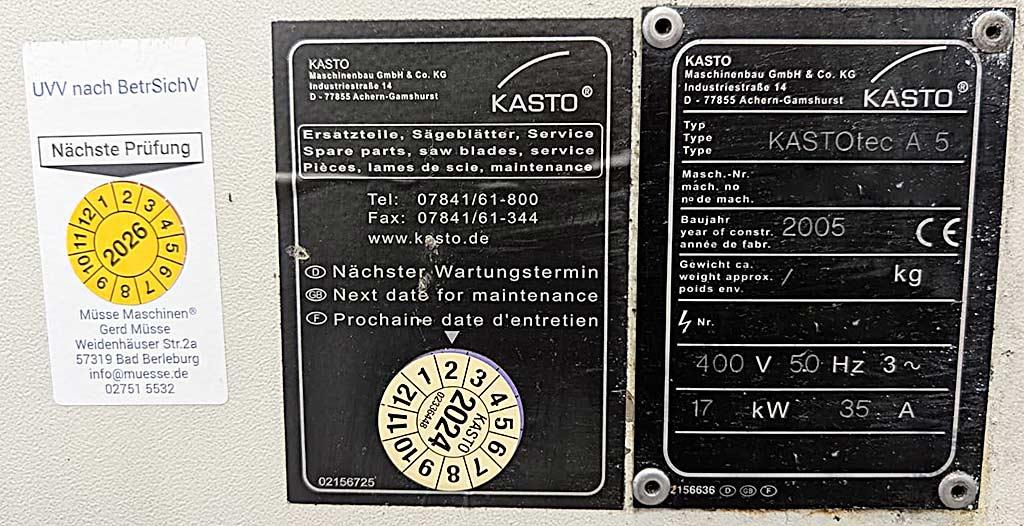 UVV nach BetrSichV
Nächste Prüfung
1 2 3 4 5 6 7 8 9 10 11 12
2026
Müsse Maschinen®
Gerd Müsse
Weidenhäuser Str.2a
57319 Bad Berleburg
info@muesse.de
02751 5532
KASTO
Maschinenbau GmbH & Co. KG
Industriestraße 14
D - 77855 Achern-Gamshurst
KASTO®
Ersatzteile, Sägeblätter, Service
Spare parts, saw blades, service
Pièces, lames de scie, maintenance
Tel: 07841/61-800
Fax: 07841/61-344
www.kasto.de
D Nächster Wartungstermin
GB Next date for maintenance
F Prochaine date d'entretien
1 2 3 4 5 6 7 8 9 10 11 12
KASTO
2024
02336448
02156725
KASTO
Maschinenbau GmbH & Co. KG
Industriestraße 14
D - 77855 Achern-Gamshurst
KASTO®
Typ
Type KASTOtec A 5
Type
Masch.-Nr.
mach. no
no de mach.
Baujahr
year of constr. 2005 CE
année de fabr.
Gewicht ca.
weight approx. / kg
poids env.
Nr.
400 V 50 Hz 3~
17 kW 35 A
2156636 D GB F